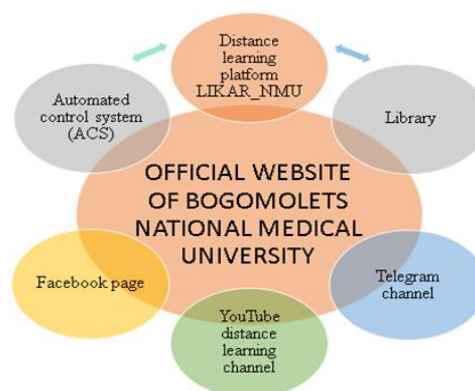 Distance
learning
platform
LIKAR_NMU
Automated
control system
(ACS)
Library
OFFICIAL WEBSITE
OF BOGOMOLETS
NATIONAL MEDICAL
UNIVERSITY
Facebook page
Telegram
channel
YouTube
distance
learning
channel